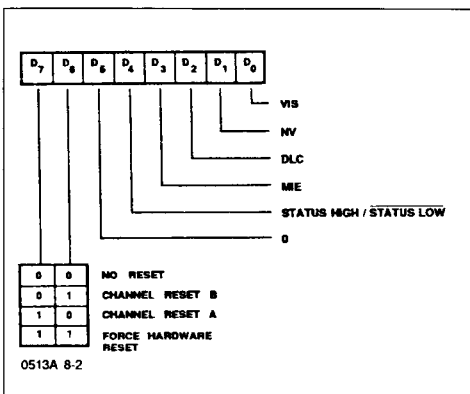 D7 D6 D5 D4 D3 D2 D1 D0
VIS
NV
DLC
MIE
STATUS HIGH / STATUS LOW
0
0 0 NO RESET
0 1 CHANNEL RESET B
1 0 CHANNEL RESET A
1 1 FORCE HARDWARE
RESET
0513A 8-2